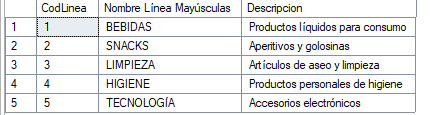 CodLinea Nombre Línea Mayúsculas Descripcion
1 1 BEBIDAS Productos líquidos para consumo
2 2 SNACKS Aperitivos y golosinas
3 3 LIMPIEZA Artículos de aseo y limpieza
4 4 HIGIENE Productos personales de higiene
5 5 TECNOLOGÍA Accesorios electrónicos